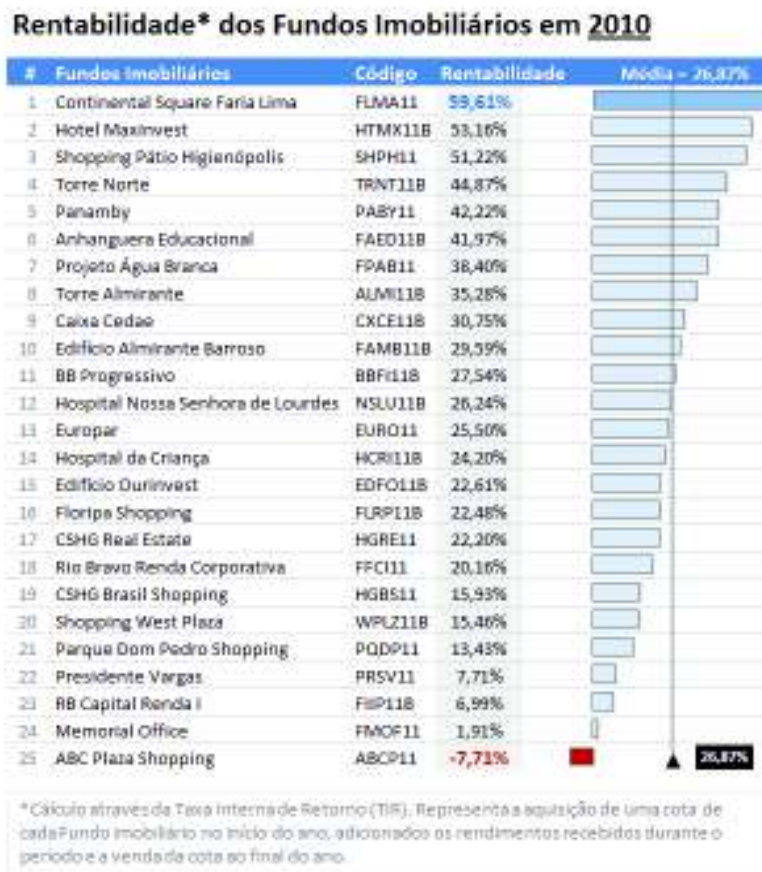 Rentabilidade* dos Fundos Imobiliários em 2010
# Fundos Imobiliários Código Rentabilidade Média = 26,87%
1 Continental Square Faria Lima FLMA11 59,61%
2 Hotel Maxinvest HTMX11B 53,16%
3 Shopping Pátio Higienópolis SHPH11 51,22%
4 Torre Norte TRNT11B 44,87%
5 Panamby PABY11 42,22%
6 Anhanguera Educacional FAED11B 41,97%
7 Projeto Água Branca FPAB11 38,40%
8 Torre Almirante ALMI11B 35,28%
9 Caixa Cedae CXCE11B 30,75%
10 Edifício Almirante Barroso FAMB11B 29,59%
11 BB Progressivo BBFI11B 27,54%
12 Hospital Nossa Senhora de Lourdes NSLU11B 26,24%
13 Europar EURO11 25,50%
14 Hospital da Criança HCRI11B 24,20%
15 Edifício Ourinvest EDFO11B 22,61%
16 Floripa Shopping FLRP11B 22,48%
17 CSHG Real Estate HGRE11 22,20%
18 Rio Bravo Renda Corporativa FFCI11 20,16%
19 CSHG Brasil Shopping HGBS11 15,93%
20 Shopping West Plaza WPLZ11B 15,46%
21 Parque Dom Pedro Shopping PQDP11 13,43%
22 Presidente Vargas PRSV11 7,71%
23 RB Capital Renda I FIIP11B 6,99%
24 Memorial Office FMOF11 1,91%
25 ABC Plaza Shopping ABCP11 -7,71% 26,87%
*Cálculo através da Taxa Interna de Retorno (TIR). Representa a aquisição de uma cota de
cada Fundo Imobiliário no início do ano, adicionados os rendimentos recebidos durante o
período e a venda da cota ao final do ano.